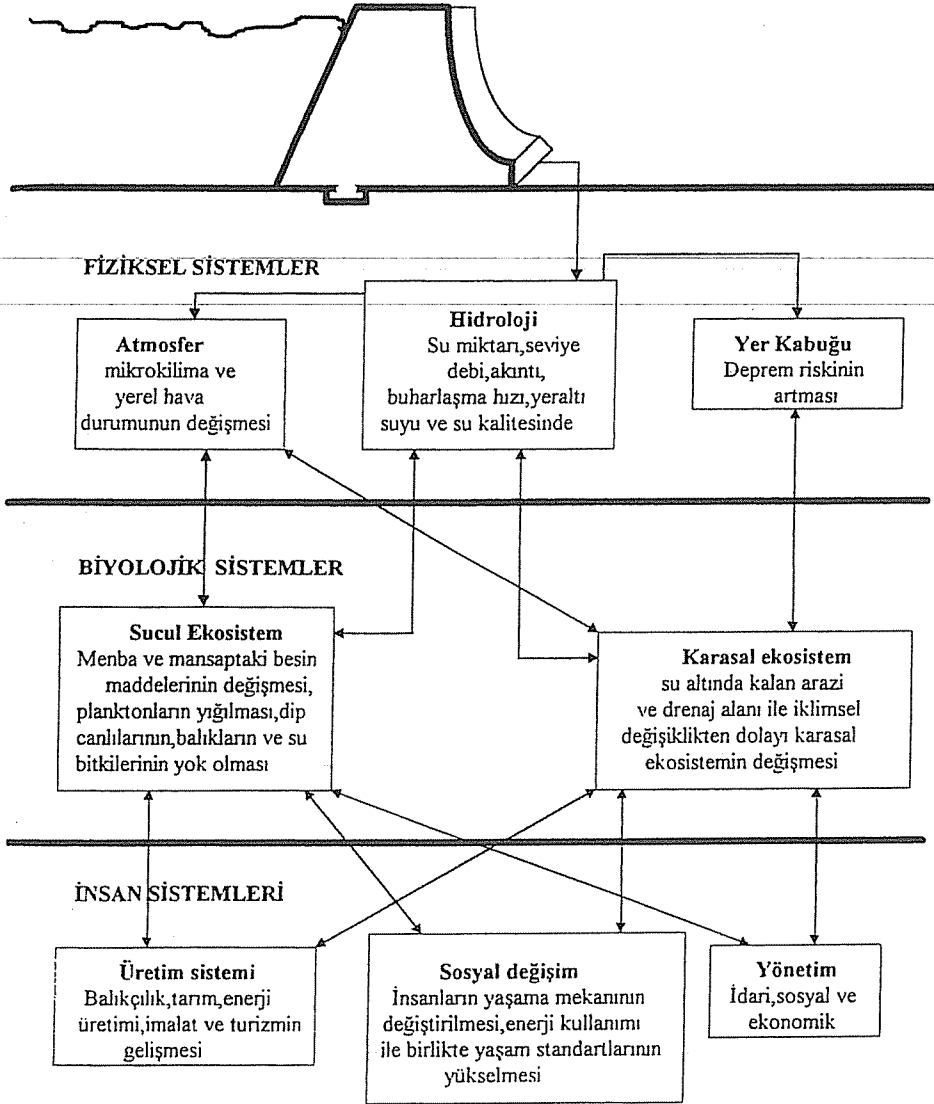 FİZİKSEL SİSTEMLER
Atmosfer
mikrokilima ve
yerel hava
durumunun değişmesi
Hidroloji
Su miktarı,seviye
debi,akıntı,
buharlaşma hızı,yeraltı
suyu ve su kalitesinde
Yer Kabuğu
Deprem riskinin
artması
BİYOLOJİK SİSTEMLER
Sucul Ekosistem
Menba ve mansaptaki besin
maddelerinin değişmesi,
planktonların yığılması,dip
canlılarının,balıkların ve su
bitkilerinin yok olması
Karasal ekosistem
su altında kalan arazi
ve drenaj alanı ile iklimsel
değişiklikten dolayı karasal
ekosistemin değişmesi
İNSAN SİSTEMLERİ
Üretim sistemi
Balıkçılık,tarım,enerji
üretimi,imalat ve turizmin
gelişmesi
Sosyal değişim
İnsanların yaşama mekanının
değiştirilmesi,enerji kullanımı
ile birlikte yaşam standartlarının
yükselmesi
Yönetim
İdari,sosyal ve
ekonomik